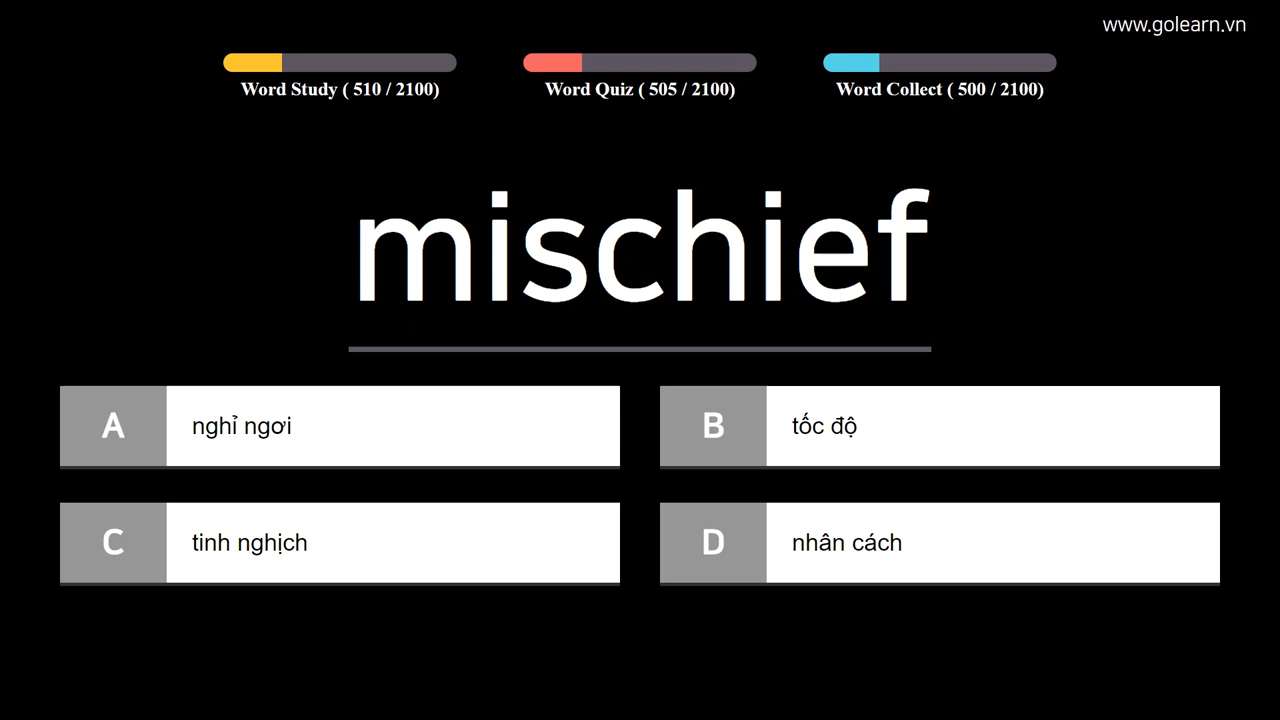 www.golearn.vn
Word Study ( 510 / 2100)
Word Quiz ( 505 / 2100)
Word Collect ( 500 / 2100)
mischief
A nghỉ ngơi
B tốc độ
C tinh nghịch
D nhân cách